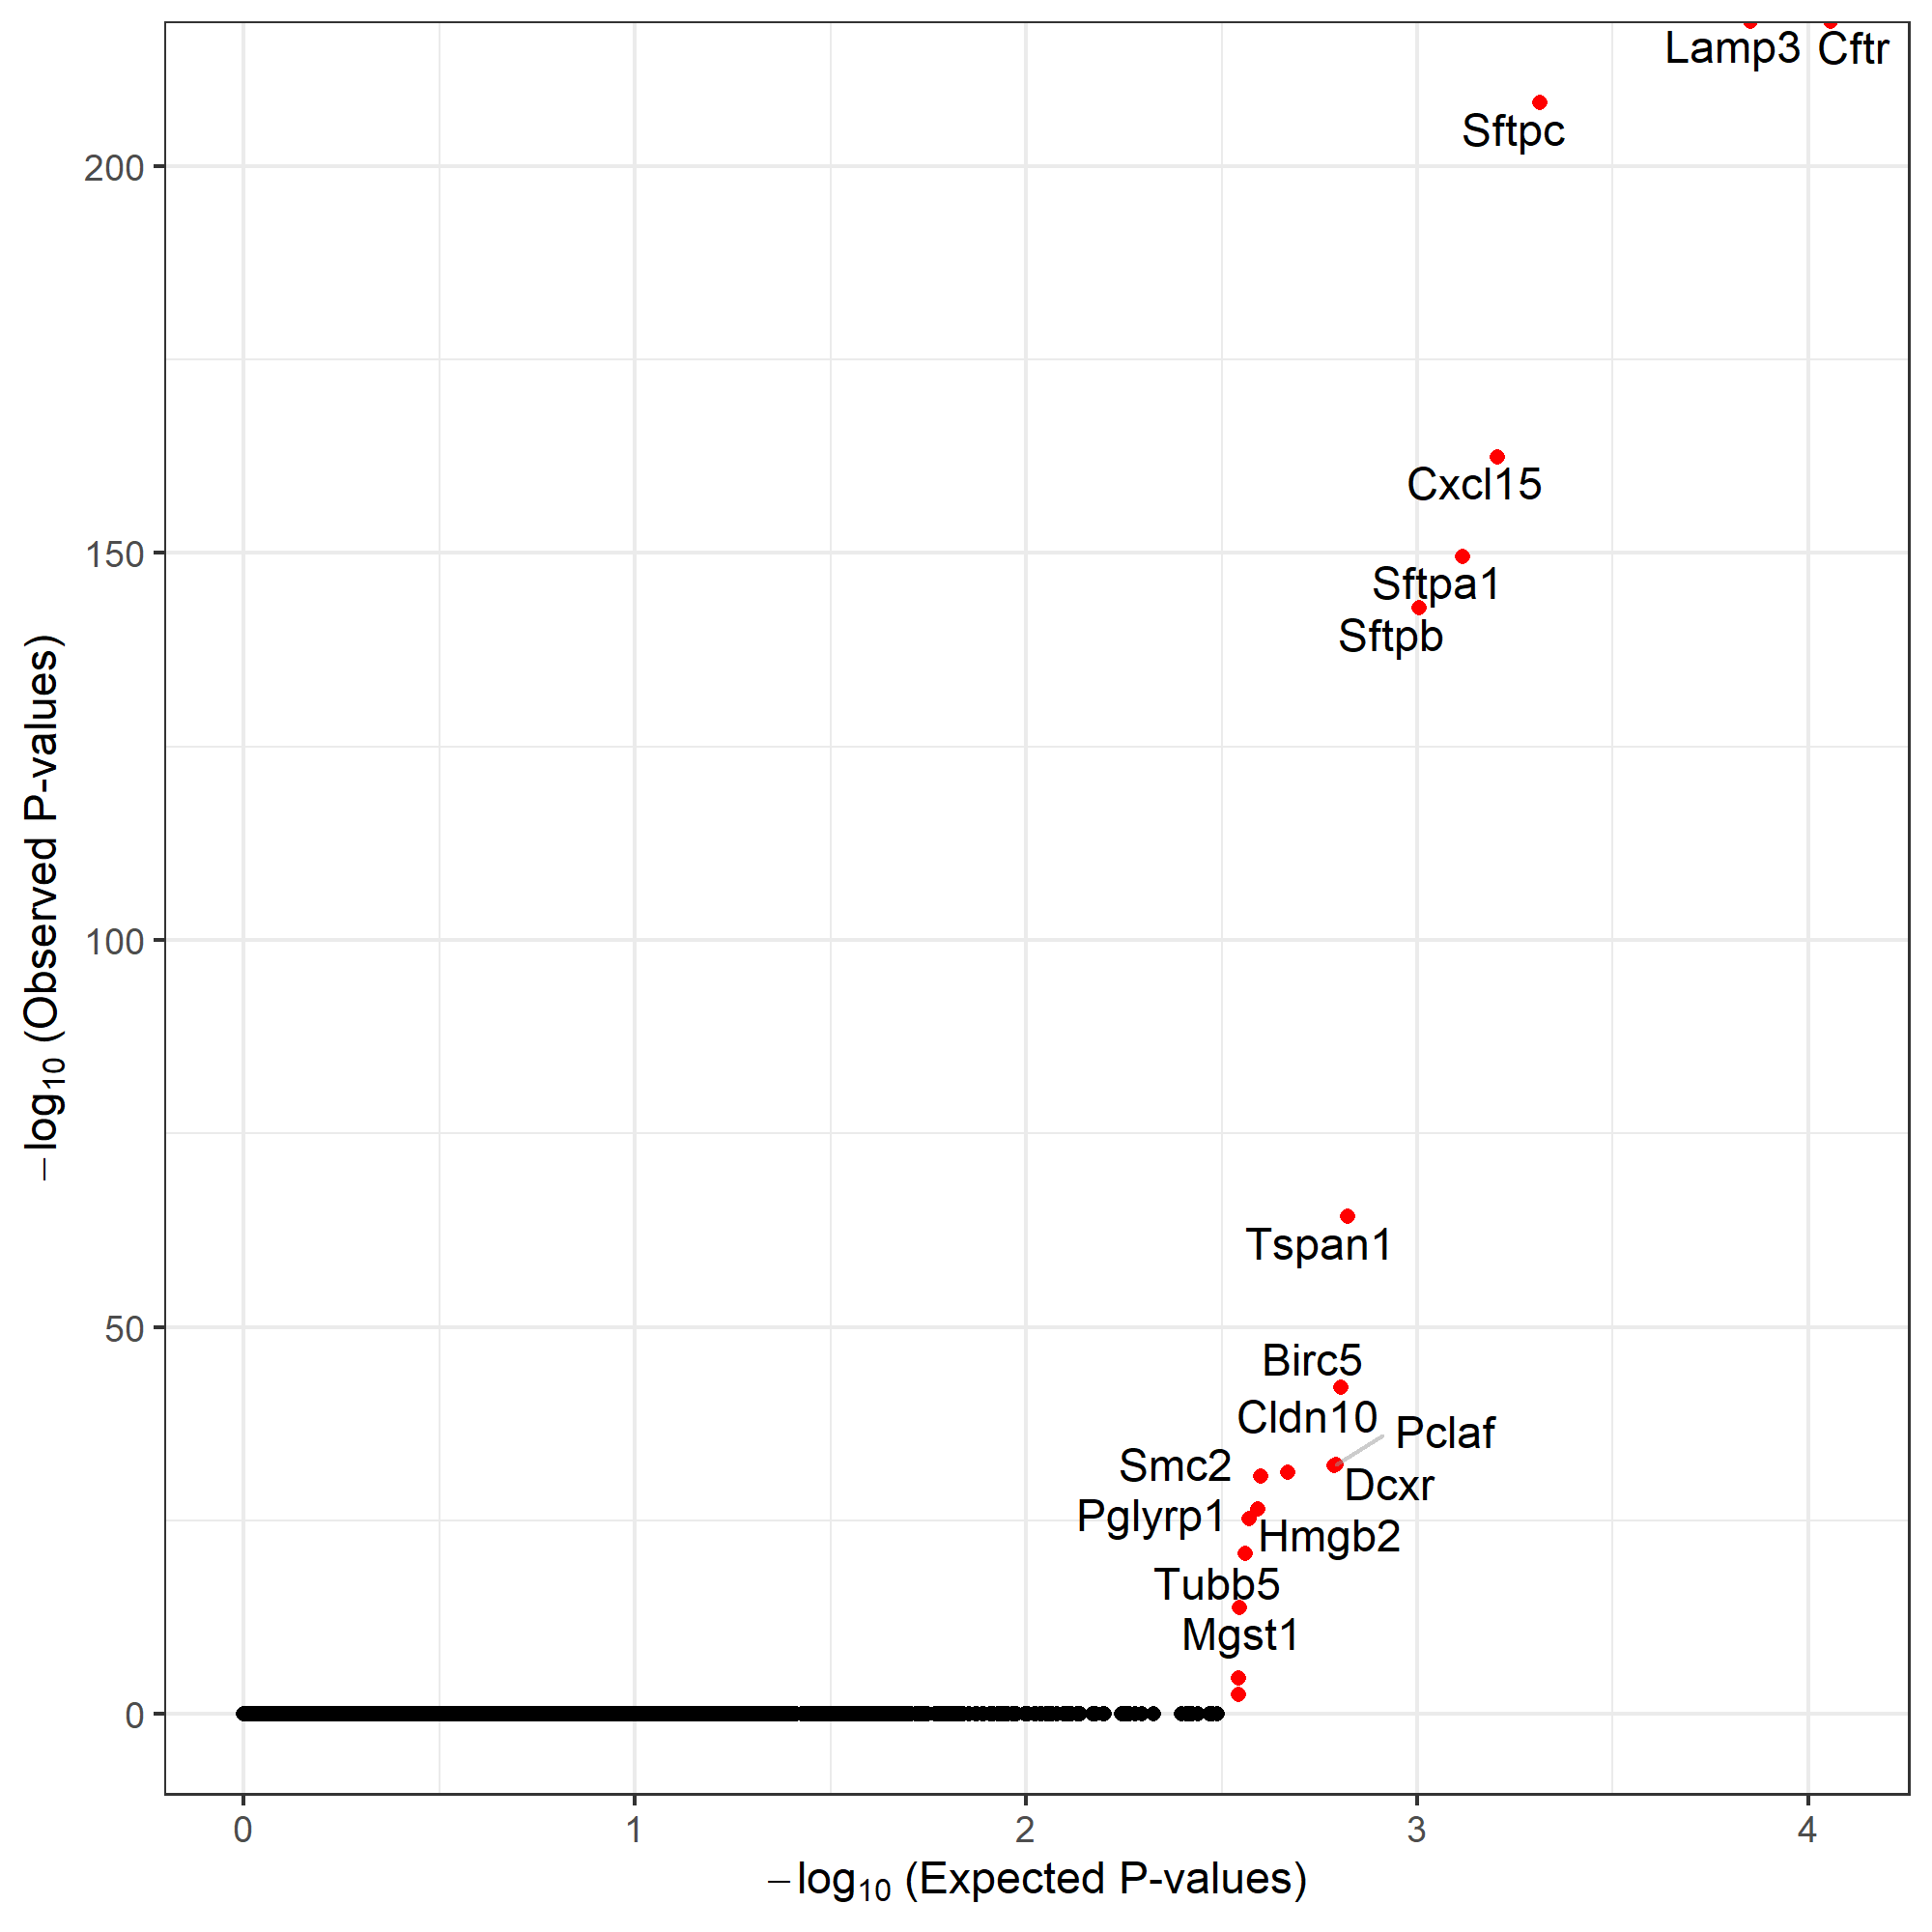 Lamp3 Cftr
Sftpc
200
Cxcl15
150
Sftpa1
Sftpb
100
Tspan1
50
Birc5
Cldn10
Pclaf
Smc2
Dcxr
Pglyrp1
Hmgb2
Tubb5
Mgst1
0
0 1 2 3 4
−log10 (Expected P-values)
−log10 (Observed P-values)